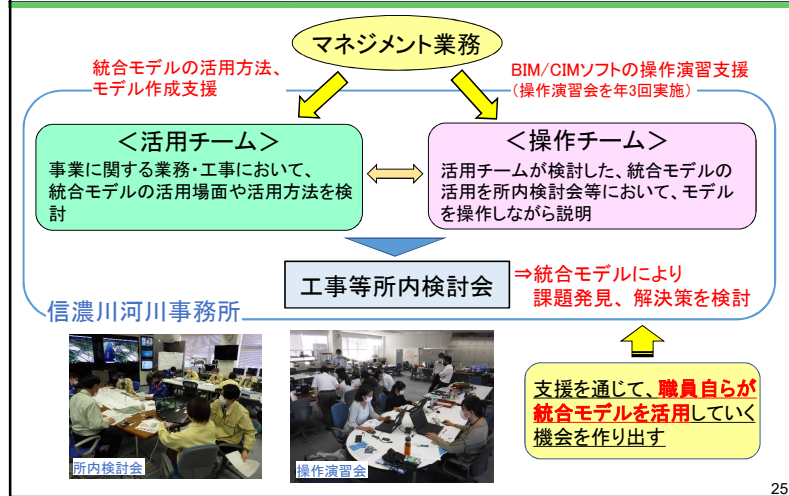 マネジメント業務
統合モデルの活用方法、
モデル作成支援
BIM/CIMソフトの操作演習支援
（操作演習会を年3回実施）
＜活用チーム＞
事業に関する業務・工事において、
統合モデルの活用場面や活用方法を検
討
＜操作チーム＞
活用チームが検討した、統合モデルの
活用を所内検討会等において、モデル
を操作しながら説明
工事等所内検討会
⇒統合モデルにより
課題発見、解決策を検討
信濃川河川事務所
所内検討会
操作演習会
支援を通じて、職員自らが
統合モデルを活用していく
機会を作り出す
25